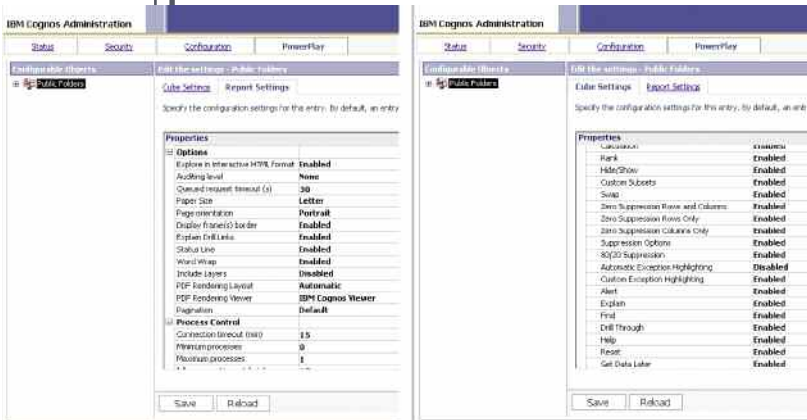 IBM Cognos Administration
Status Security Configuration PowerPlay
Configurable Objects
Public Folders
Edit the settings - Public Folders
Cube Settings Report Settings
Specify the configuration settings for this entry. By default, an entry
Properties
Options
Explore in Interactive HTML format Enabled
Auditing level None
Queued request timeout (s) 30
Paper Size Letter
Page orientation Portrait
Display frame(s) border Enabled
Explain Drill Links Enabled
Status Line Enabled
Word Wrap Enabled
Include Layers Disabled
PDF Rendering Layout Automatic
PDF Rendering Viewer IBM Cognos Viewer
Pagination Default
Process Control
Connection timeout (min) 15
Minimum processes 0
Maximum processes 1
Save Reload
IBM Cognos Administration
Status Security Configuration PowerPlay
Configurable Objects
Public Folders
Edit the settings - Public Folders
Cube Settings Report Settings
Specify the configuration settings for this entry. By default, an ent
Properties
Calculation Enabled
Rank Enabled
Hide/Show Enabled
Custom Subsets Enabled
Swap Enabled
Zero Suppression Rows and Columns Enabled
Zero Suppression Rows Only Enabled
Zero Suppression Columns Only Enabled
Suppression Options Enabled
80/20 Suppression Enabled
Automatic Exception Highlighting Disabled
Custom Exception Highlighting Enabled
Alert Enabled
Explain Enabled
Find Enabled
Drill Through Enabled
Help Enabled
Reset Enabled
Get Data Later Enabled
Save Reload